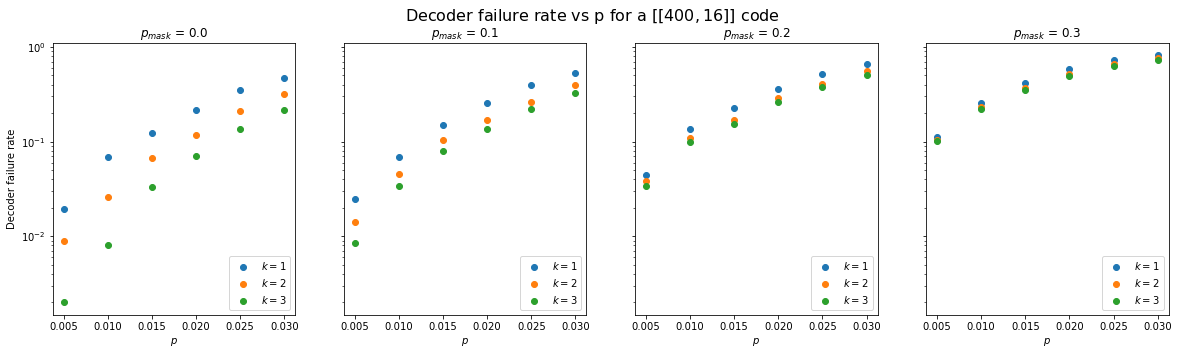 Decoder failure rate vs p for a [[400, 16]] code
p_mask = 0.0
p_mask = 0.1
p_mask = 0.2
p_mask = 0.3
Decoder failure rate
10^0
10^-1
10^-2
k = 1
k = 2
k = 3
0.005 0.010 0.015 0.020 0.025 0.030
p
k = 1
k = 2
k = 3
0.005 0.010 0.015 0.020 0.025 0.030
p
k = 1
k = 2
k = 3
0.005 0.010 0.015 0.020 0.025 0.030
p
k = 1
k = 2
k = 3
0.005 0.010 0.015 0.020 0.025 0.030
p